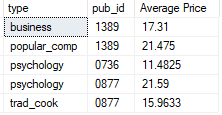 type pub_id Average Price
business 1389 17.31
popular_comp 1389 21.475
psychology 0736 11.4825
psychology 0877 21.59
trad_cook 0877 15.9633